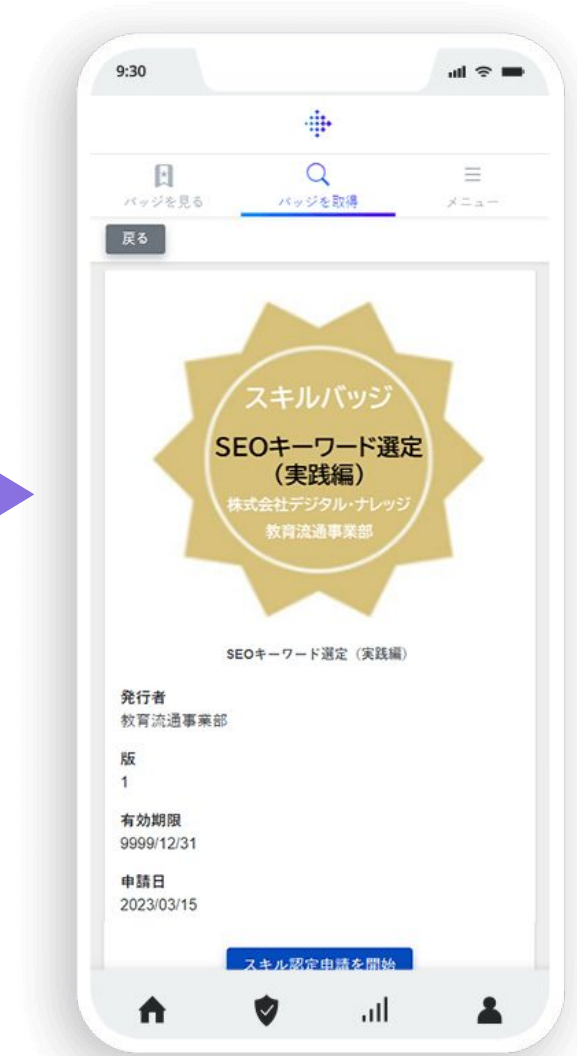 9:30
バッジを見る
バッジを取得
メニュー
戻る
スキルバッジ
SEOキーワード選定
（実践編）
株式会社デジタル・ナレッジ
教育流通事業部
SEOキーワード選定（実践編）
発行者
教育流通事業部
版
1
有効期限
9999/12/31
申請日
2023/03/15
スキル認定申請を開始